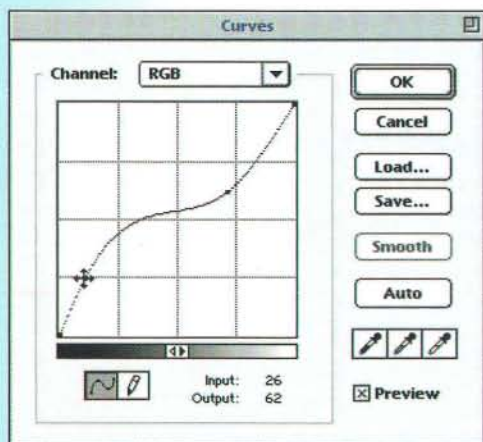 Curves
Channel: RGB
OK
Cancel
Load...
Save...
Smooth
Auto
Input: 26
Output: 62
Preview